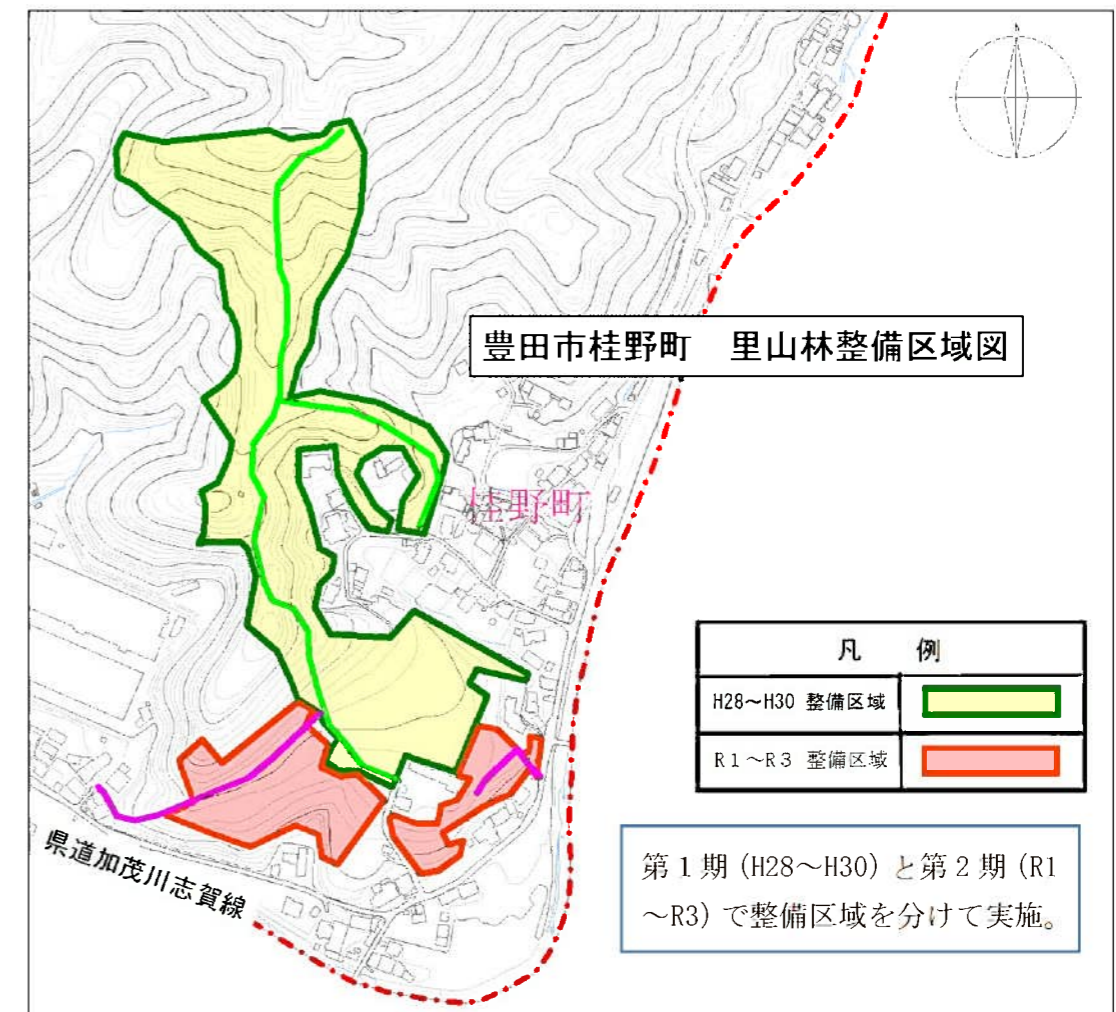 豊田市桂野町　里山林整備区域図
桂野町
凡　例
H28～H30 整備区域
R1～R3 整備区域
第1期 (H28～H30) と第2期 (R1
～R3) で整備区域を分けて実施。
県道加茂川志賀線